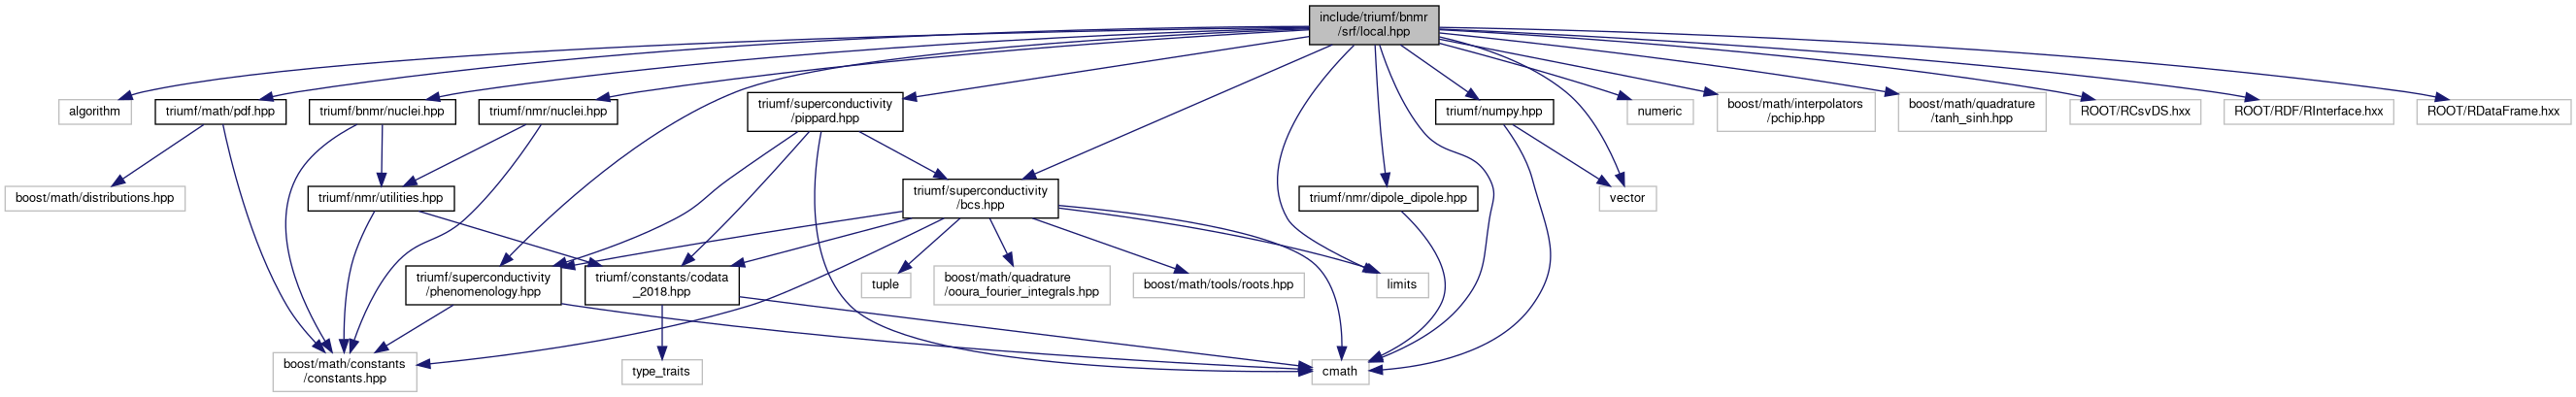 include/triumf/bnmr
/srf/local.hpp
algorithm
triumf/math/pdf.hpp
triumf/bnmr/nuclei.hpp
triumf/nmr/nuclei.hpp
triumf/superconductivity
/pippard.hpp
triumf/numpy.hpp
numeric
boost/math/interpolators
/pchip.hpp
boost/math/quadrature
/tanh_sinh.hpp
ROOT/RCsvDS.hxx
ROOT/RDF/RInterface.hxx
ROOT/RDataFrame.hxx
boost/math/distributions.hpp
triumf/nmr/utilities.hpp
triumf/superconductivity
/bcs.hpp
triumf/nmr/dipole_dipole.hpp
vector
triumf/superconductivity
/phenomenology.hpp
triumf/constants/codata
_2018.hpp
tuple
boost/math/quadrature
/ooura_fourier_integrals.hpp
boost/math/tools/roots.hpp
limits
boost/math/constants
/constants.hpp
type_traits
cmath